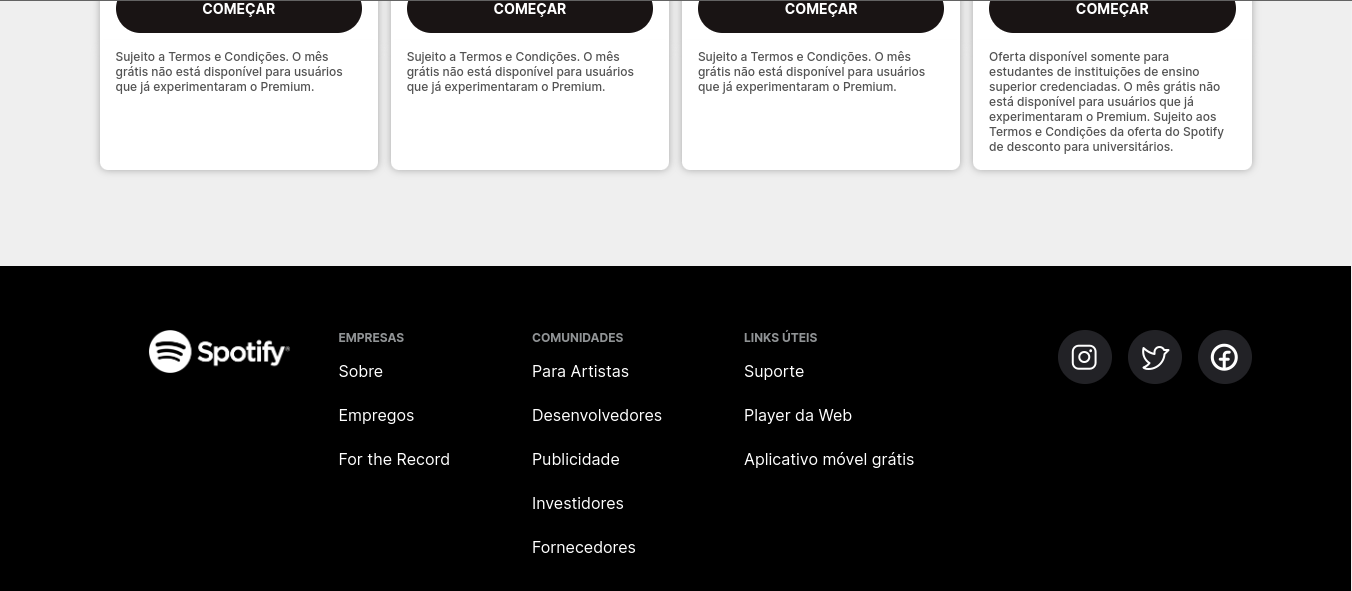 COMEÇAR
Sujeito a Termos e Condições. O mês
grátis não está disponível para usuários
que já experimentaram o Premium.
COMEÇAR
Sujeito a Termos e Condições. O mês
grátis não está disponível para usuários
que já experimentaram o Premium.
COMEÇAR
Sujeito a Termos e Condições. O mês
grátis não está disponível para usuários
que já experimentaram o Premium.
COMEÇAR
Oferta disponível somente para
estudantes de instituições de ensino
superior credenciadas. O mês grátis não
está disponível para usuários que já
experimentaram o Premium. Sujeito aos
Termos e Condições da oferta do Spotify
de desconto para universitários.
Spotify
EMPRESAS
Sobre
Empregos
For the Record
COMUNIDADES
Para Artistas
Desenvolvedores
Publicidade
Investidores
Fornecedores
LINKS ÚTEIS
Suporte
Player da Web
Aplicativo móvel grátis